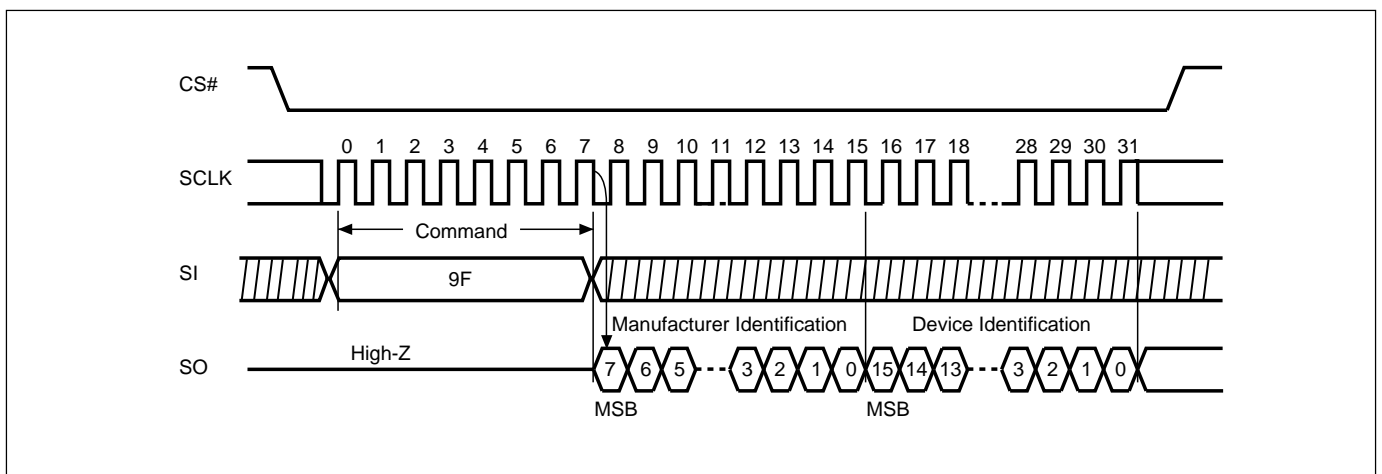 CS#
0 1 2 3 4 5 6 7 8 9 10 11 12 13 14 15 16 17 18 28 29 30 31
SCLK
Command
SI
9F
Manufacturer Identification Device Identification
High-Z
SO
7 6 5 3 2 1 0 15 14 13 3 2 1 0
MSB MSB